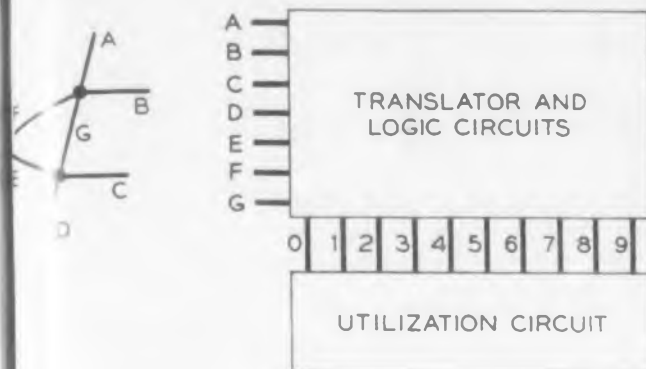 A
B
G
F
E
C
D
A
B
C
D
E
F
G
TRANSLATOR AND
LOGIC CIRCUITS
0 1 2 3 4 5 6 7 8 9
UTILIZATION CIRCUIT